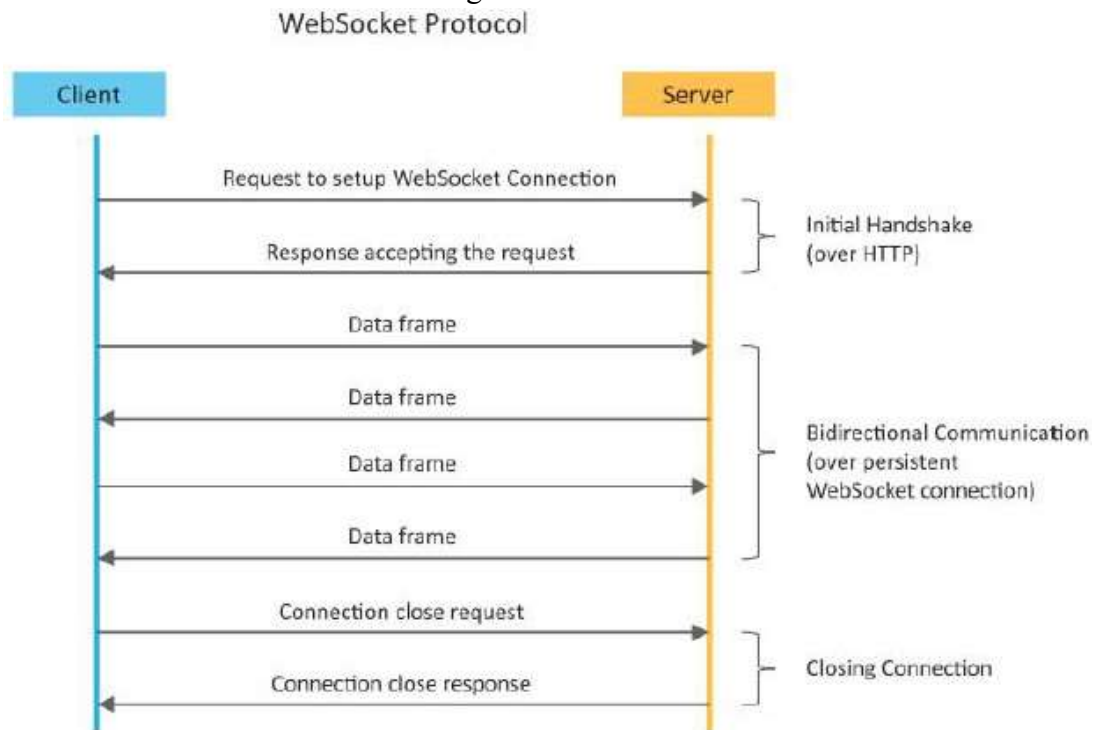 WebSocket Protocol
Client
Server
Request to setup WebSocket Connection
Response accepting the request
Initial Handshake
(over HTTP)
Data frame
Data frame
Data frame
Data frame
Bidirectional Communication
(over persistent
WebSocket connection)
Connection close request
Connection close response
Closing Connection